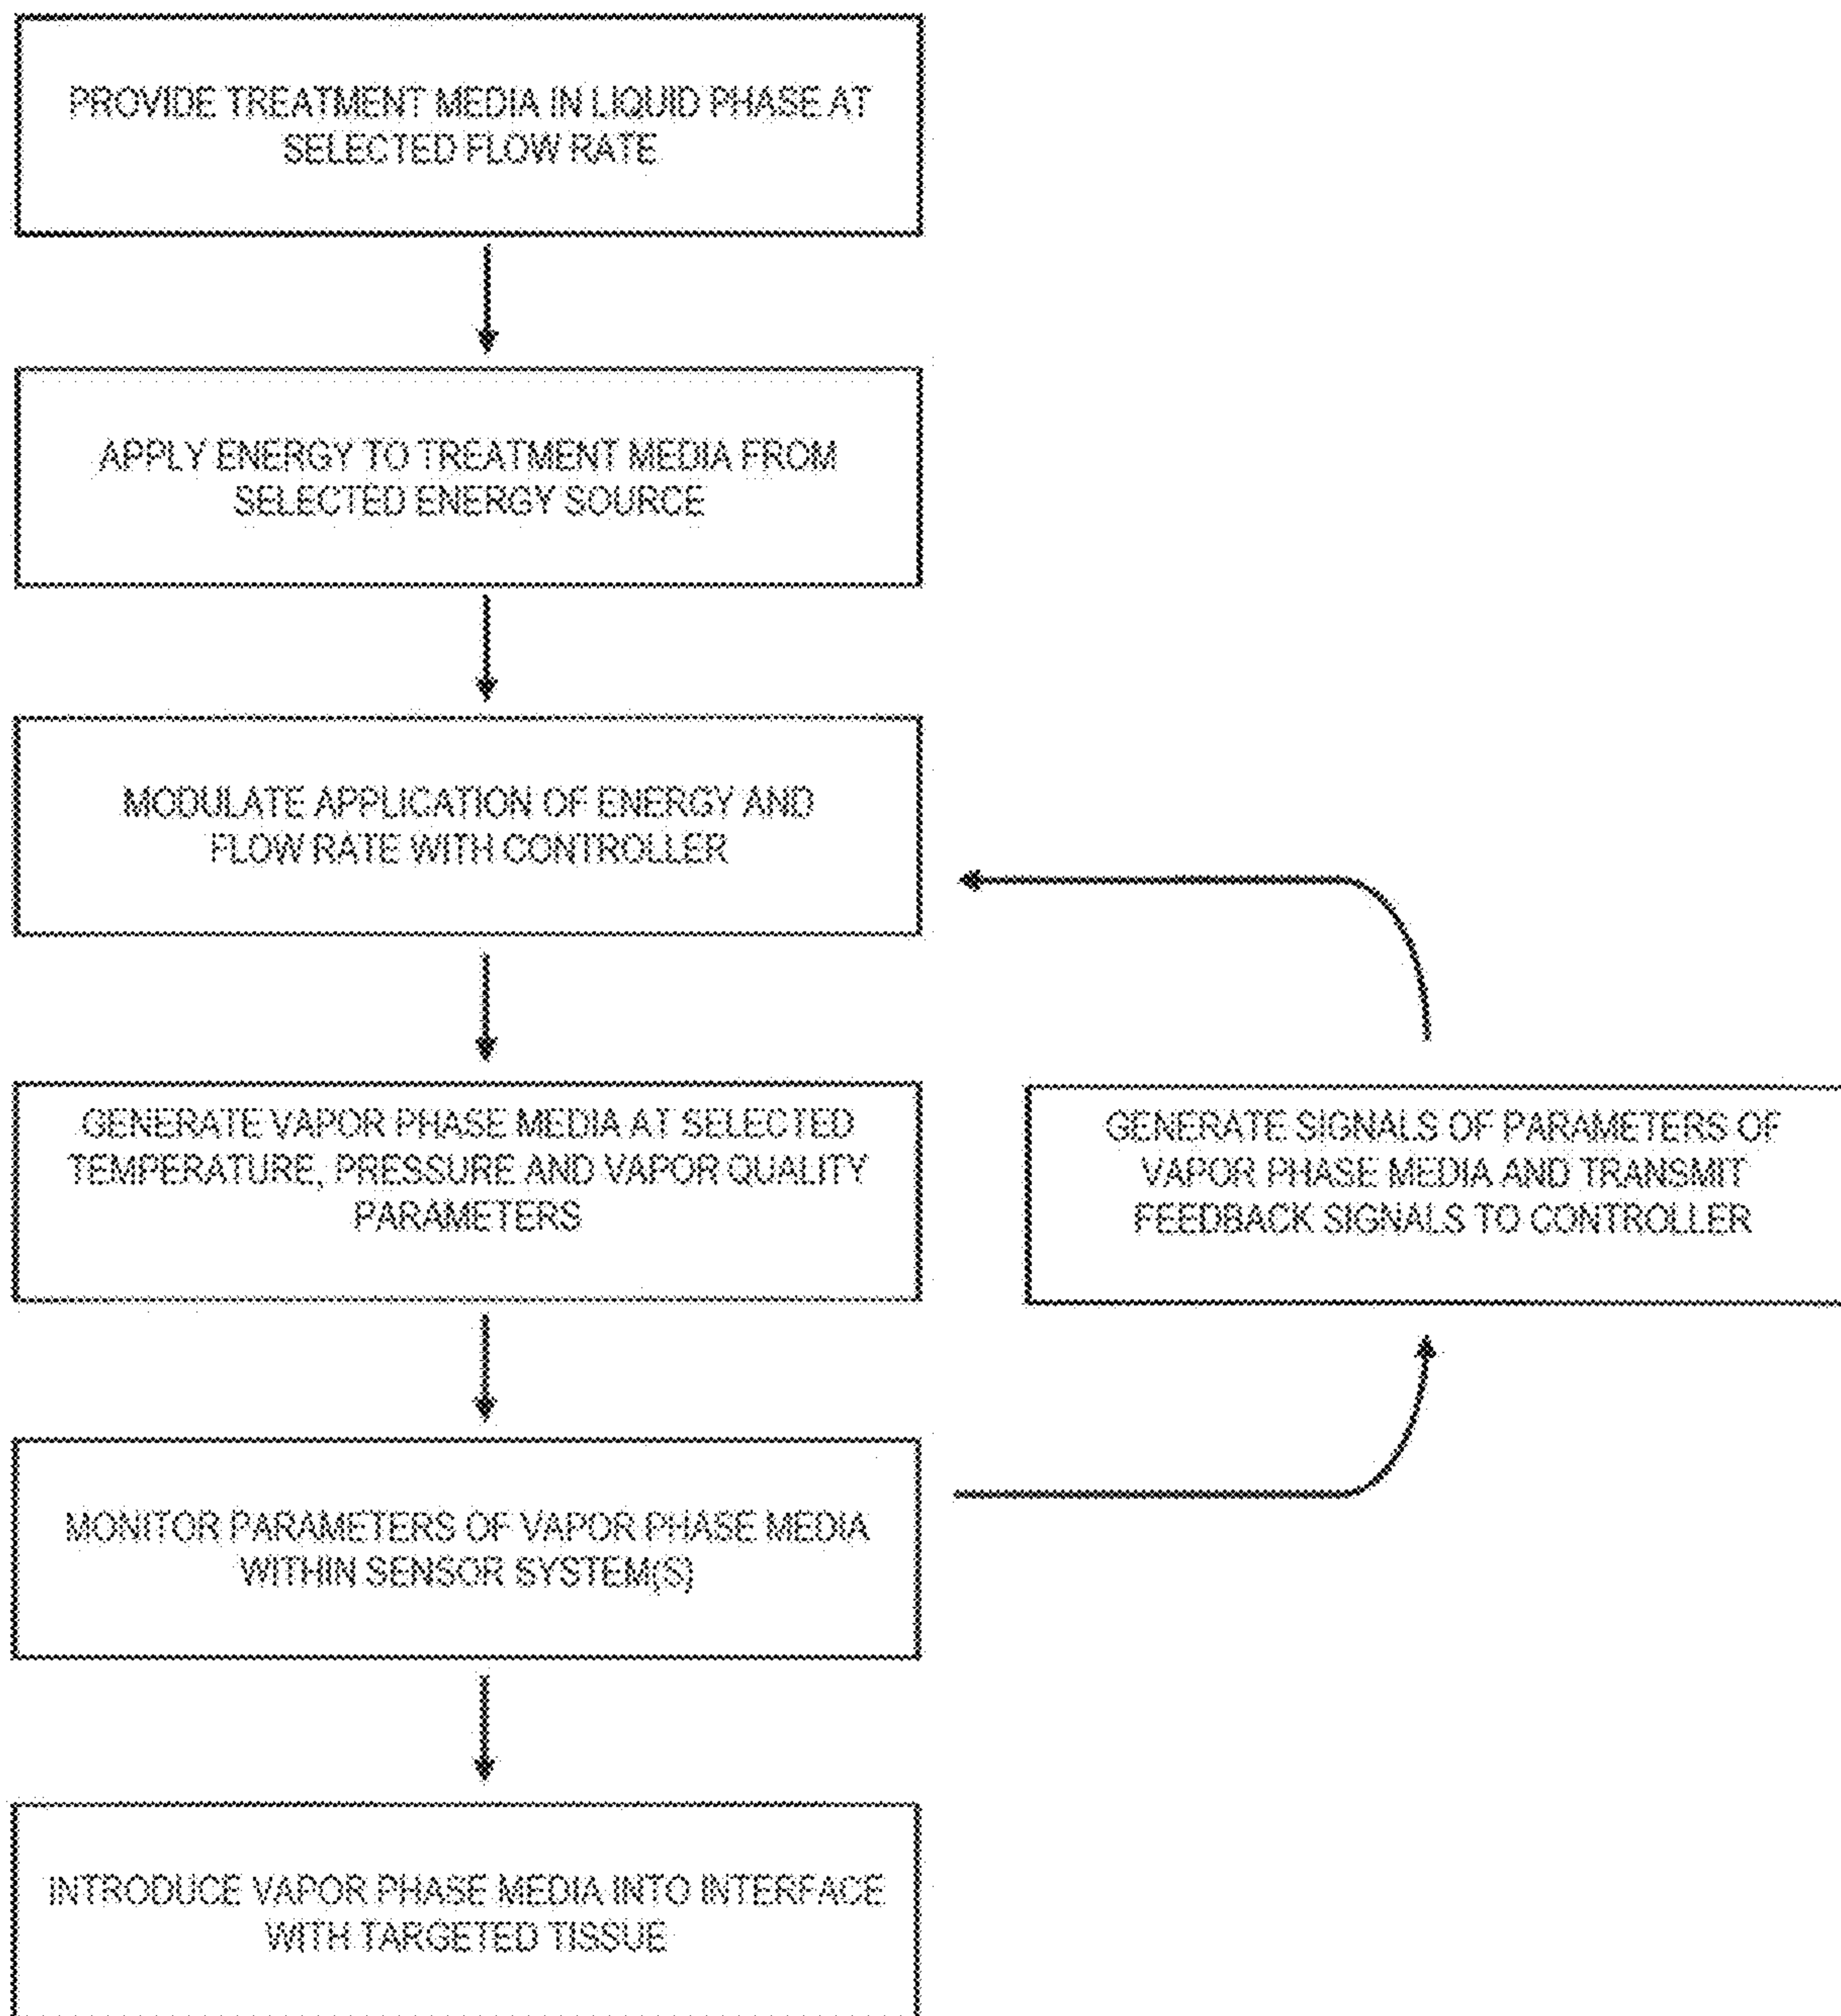 PROVIDE TREATMENT MEDIA IN LIQUID PHASE AT
SELECTED FLOW RATE
APPLY ENERGY TO TREATMENT MEDIA FROM
SELECTED ENERGY SOURCE
MODULATE APPLICATION OF ENERGY AND
FLOW RATE WITH CONTROLLER
GENERATE VAPOR PHASE MEDIA AT SELECTED
TEMPERATURE, PRESSURE AND VAPOR QUALITY
PARAMETERS
GENERATE SIGNALS OF PARAMETERS OF
VAPOR PHASE MEDIA AND TRANSMIT
FEEDBACK SIGNALS TO CONTROLLER
MONITOR PARAMETERS OF VAPOR PHASE MEDIA
WITHIN SENSOR SYSTEM(S)
INTRODUCE VAPOR PHASE MEDIA INTO INTERFACE
WITH TARGETED TISSUE